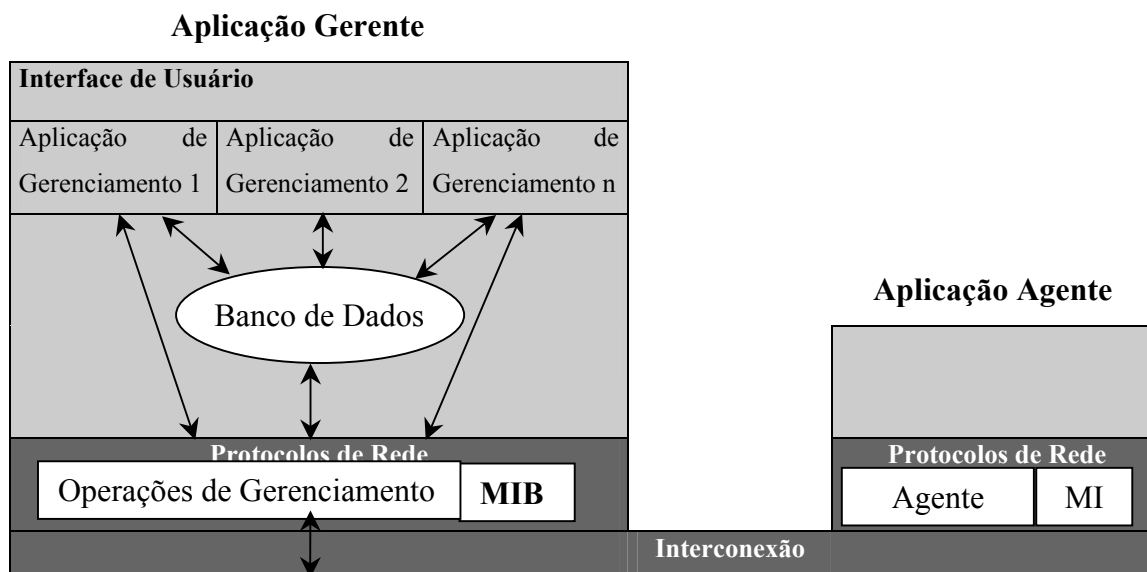 Aplicação Gerente
Interface de Usuário
Aplicação de
Gerenciamento 1
Aplicação de
Gerenciamento 2
Aplicação de
Gerenciamento n
Banco de Dados
Aplicação Agente
Protocolos de Rede
Operações de Gerenciamento
MIB
Protocolos de Rede
Agente
MI
Interconexão